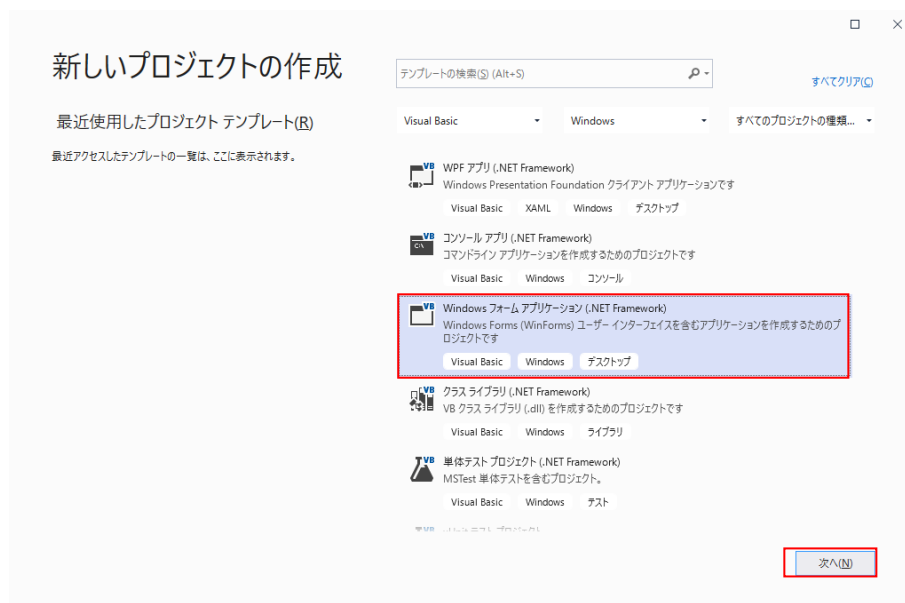 新しいプロジェクトの作成
最近使用したプロジェクト テンプレート(R)
最近アクセスしたテンプレートの一覧は、ここに表示されます。
テンプレートの検索(S) (Alt+S)
すべてクリア(C)
Visual Basic
Windows
すべてのプロジェクトの種類...
VB
WPF アプリ (.NET Framework)
Windows Presentation Foundation クライアント アプリケーションです
Visual Basic XAML Windows デスクトップ
VB
コンソール アプリ (.NET Framework)
コマンドライン アプリケーションを作成するためのプロジェクトです
Visual Basic Windows コンソール
VB
Windows フォーム アプリケーション (.NET Framework)
Windows Forms (WinForms) ユーザー インターフェイスを含むアプリケーションを作成するためのプ
ロジェクトです
Visual Basic Windows デスクトップ
VB
クラス ライブラリ (.NET Framework)
VB クラス ライブラリ (.dll) を作成するためのプロジェクトです
Visual Basic Windows ライブラリ
VB
単体テスト プロジェクト (.NET Framework)
MSTest 単体テストを含むプロジェクト。
Visual Basic Windows テスト
次へ(N)